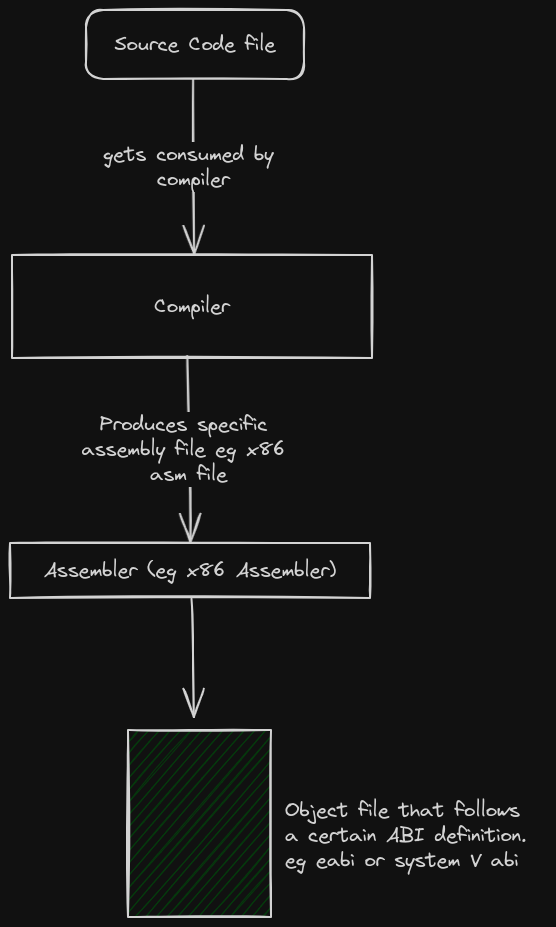 Source Code file
gets consumed by
compiler
Compiler
Produces specific
assembly file eg x86
asm file
Assembler (eg x86 Assembler)
Object file that follows
a certain ABI definition.
eg eabi or system V abi